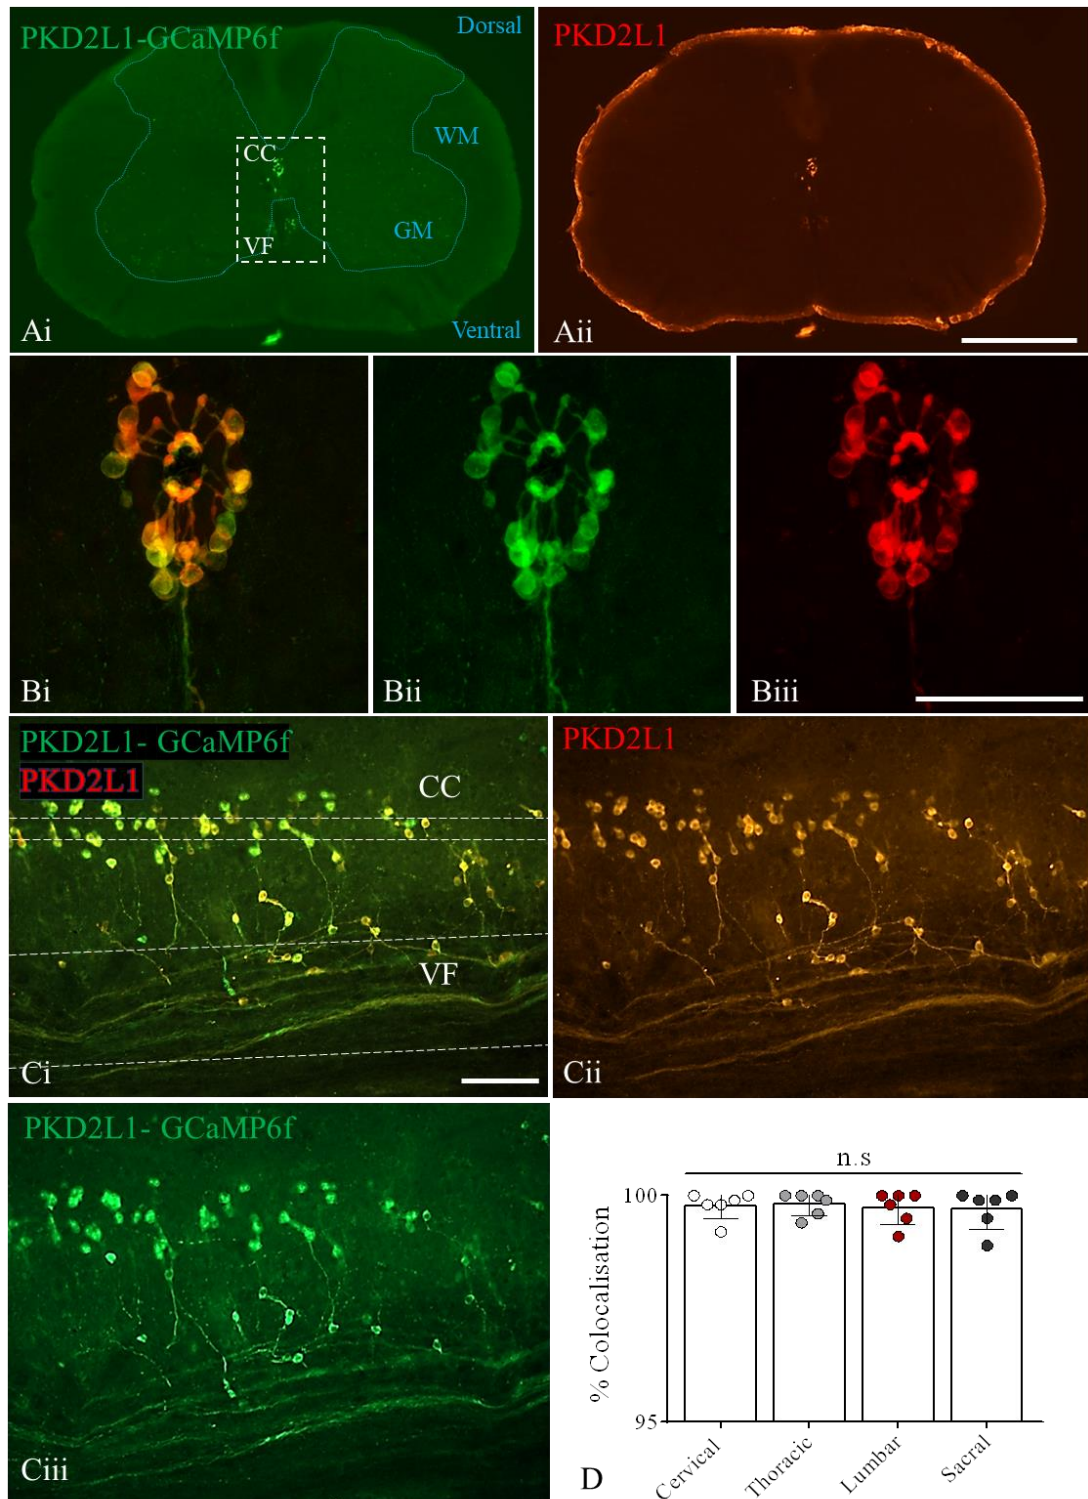 PKD2L1-GCaMP6f
Dorsal
CC
WM
GM
VF
Ventral
Ai
PKD2L1
Aii
Bi
Bii
Biii
PKD2L1- GCaMP6f
PKD2L1
CC
VF
Ci
PKD2L1
Cii
PKD2L1- GCaMP6f
Ciii
n.s
100
% Colocalisation
95
Cervical
Thoracic
Lumbar
Sacral
D